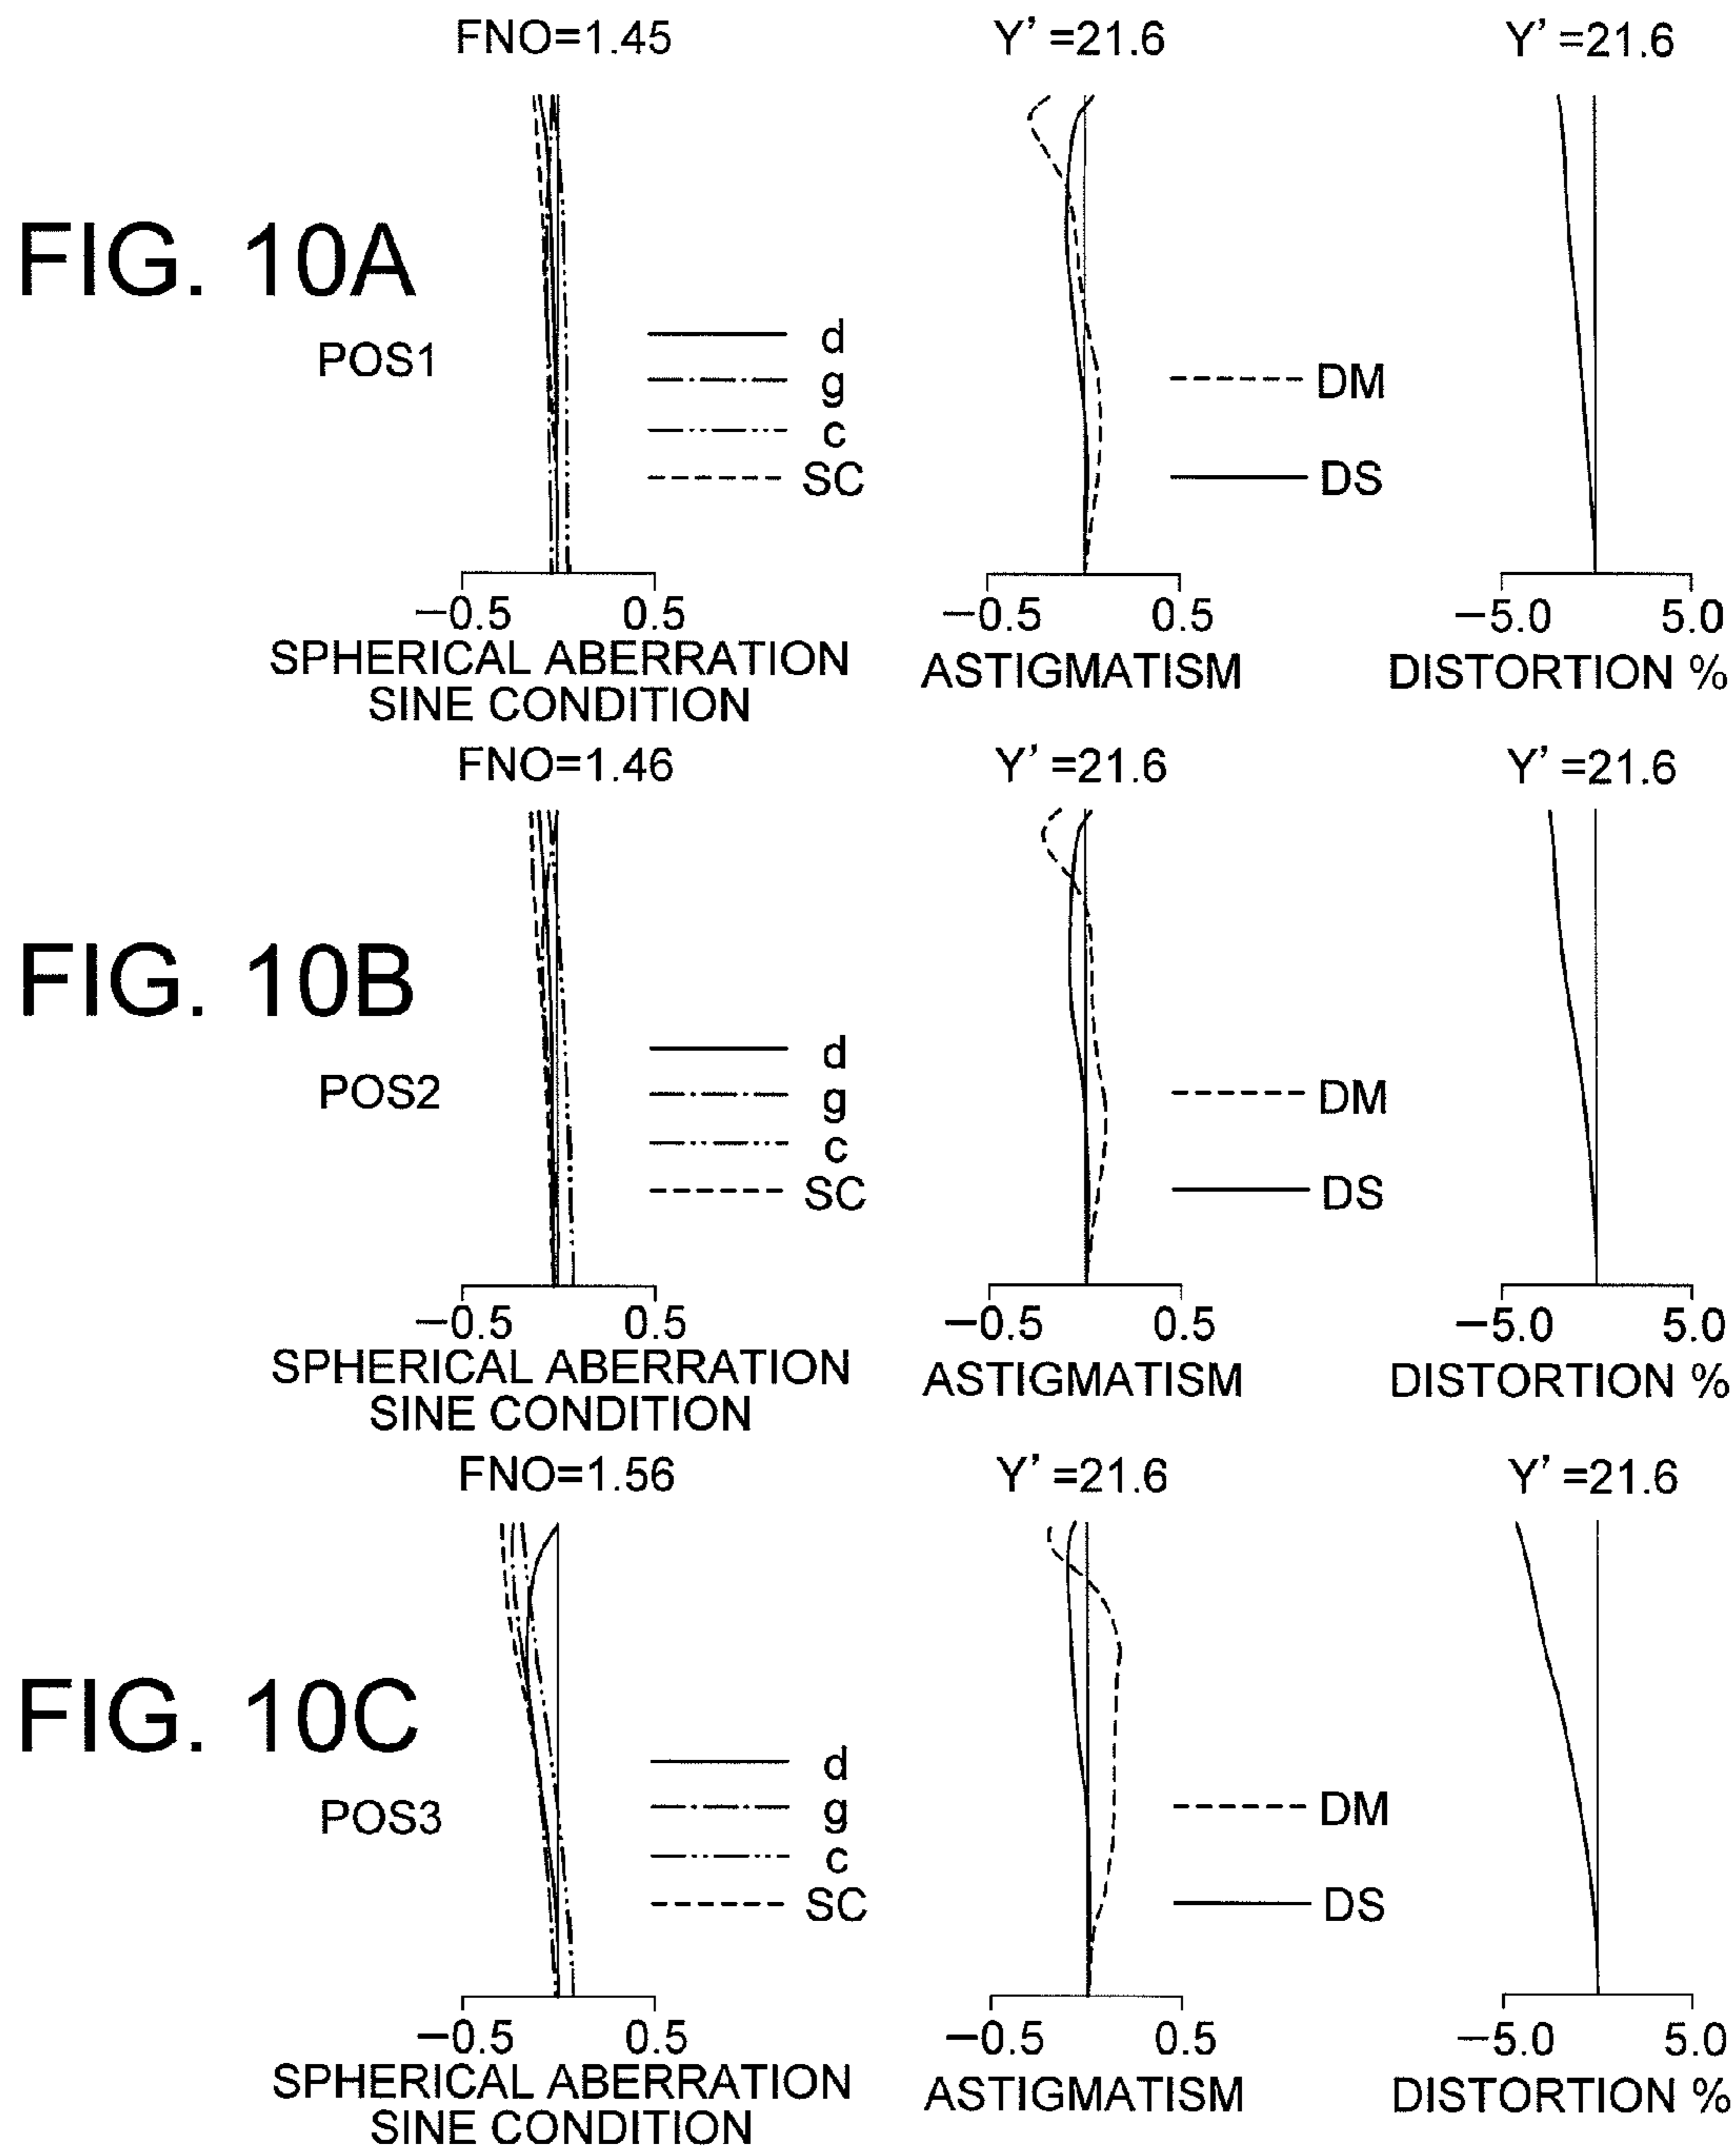 FNO=1.45
Y' =21.6
Y' =21.6
FIG. 10A
POS1
d
g
c
SC
DM
DS
−0.5
0.5
−0.5
0.5
−5.0
5.0
SPHERICAL ABERRATION
SINE CONDITION
ASTIGMATISM
DISTORTION %
FNO=1.46
Y' =21.6
Y' =21.6
FIG. 10B
POS2
d
g
c
SC
DM
DS
−0.5
0.5
−0.5
0.5
−5.0
5.0
SPHERICAL ABERRATION
SINE CONDITION
ASTIGMATISM
DISTORTION %
FNO=1.56
Y' =21.6
Y' =21.6
FIG. 10C
POS3
d
g
c
SC
DM
DS
−0.5
0.5
−0.5
0.5
−5.0
5.0
SPHERICAL ABERRATION
SINE CONDITION
ASTIGMATISM
DISTORTION %